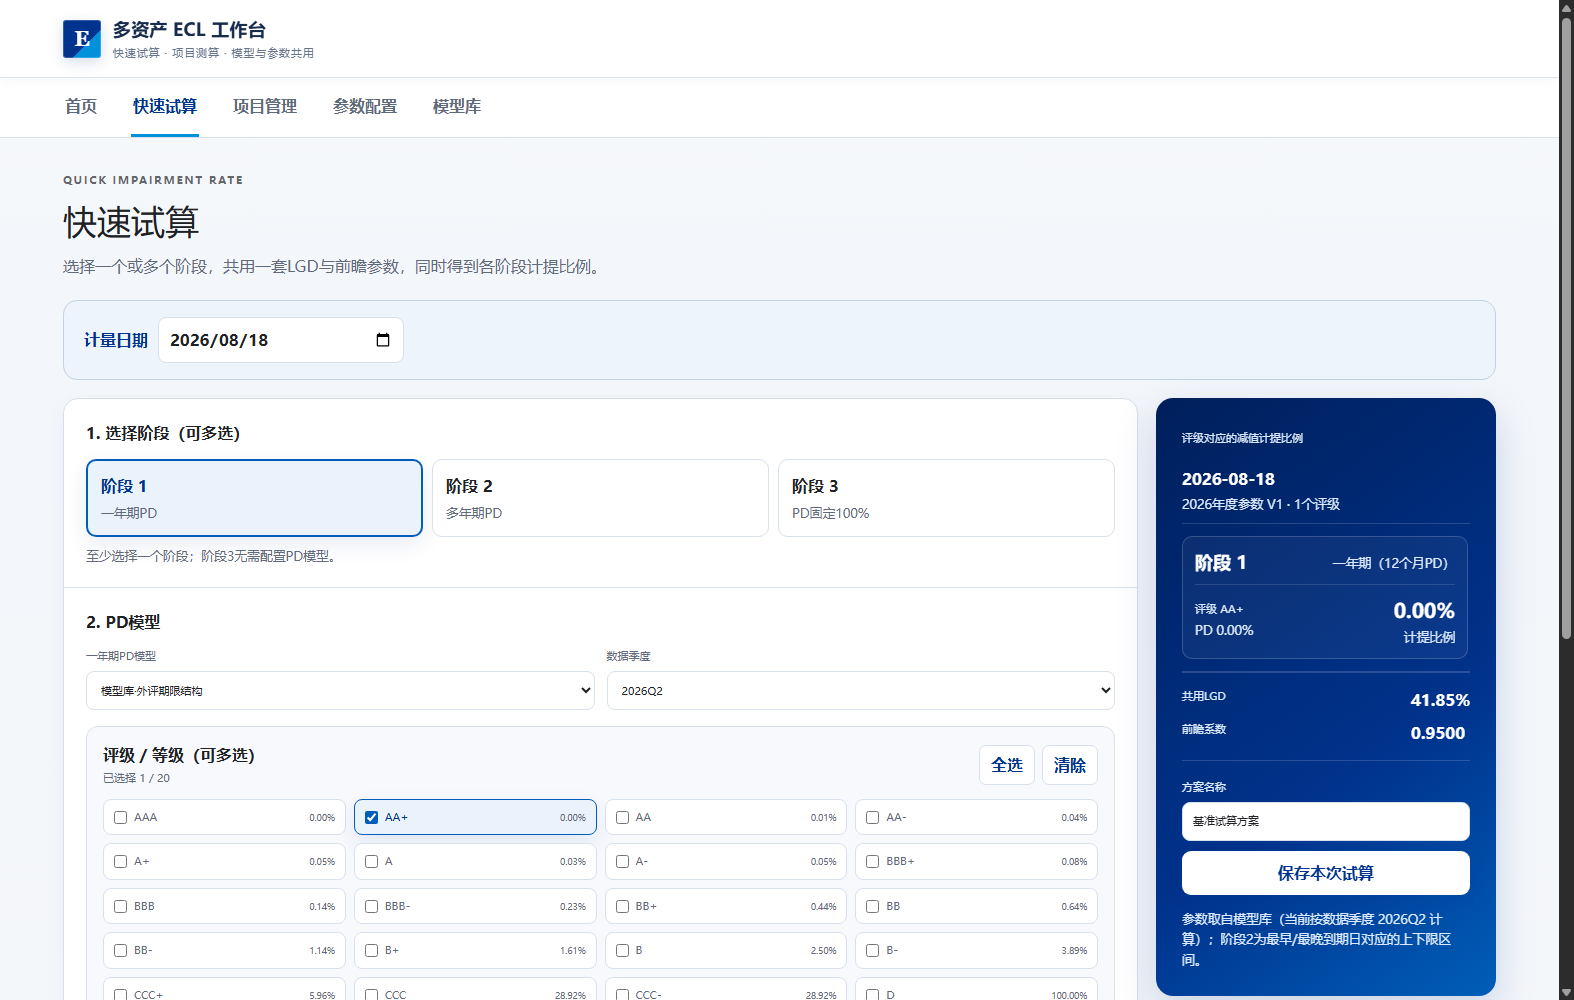 E
多资产 ECL 工作台
快速试算 · 项目测算 · 模型与参数共用
首页
快速试算
项目管理
参数配置
模型库
QUICK IMPAIRMENT RATE
快速试算
选择一个或多个阶段，共用一套LGD与前瞻参数，同时得到各阶段计提比例。
计量日期
2026/08/18
1. 选择阶段（可多选）
阶段 1
一年期PD
阶段 2
多年期PD
阶段 3
PD固定100%
至少选择一个阶段；阶段3无需配置PD模型。
2. PD模型
一年期PD模型
数据季度
模型库·外评期限结构
2026Q2
评级 / 等级（可多选）
已选择 1 / 20
全选
清除
AAA 0.00%
AA+ 0.00%
AA 0.01%
AA- 0.04%
A+ 0.05%
A 0.03%
A- 0.05%
BBB+ 0.08%
BBB 0.14%
BBB- 0.23%
BB+ 0.44%
BB 0.64%
BB- 1.14%
B+ 1.61%
B 2.50%
B- 3.89%
CCC+ 5.96%
CCC 28.92%
CCC- 28.92%
D 100.00%
评级对应的减值计提比例
2026-08-18
2026年度参数 V1 · 1个评级
阶段 1
一年期（12个月PD）
评级 AA+
PD 0.00%
0.00%
计提比例
共用LGD
41.85%
前瞻系数
0.9500
方案名称
基准试算方案
保存本次试算
参数取自模型库（当前按数据季度 2026Q2 计
算）；阶段2为最早/最晚到期日对应的上下限区
间。